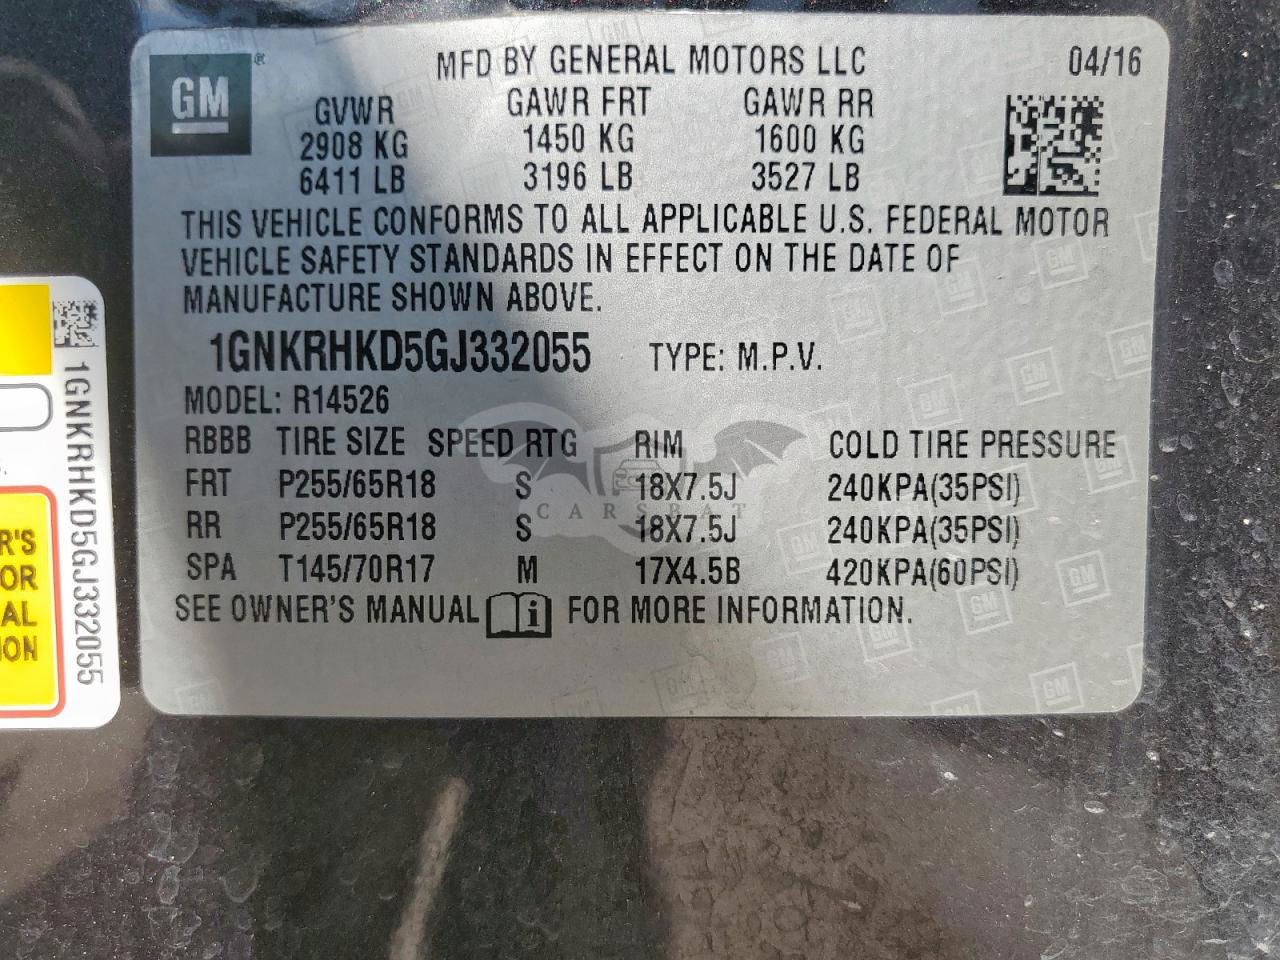 GM
MFD BY GENERAL MOTORS LLC 04/16
GVWR GAWR FRT GAWR RR
2908 KG 1450 KG 1600 KG
6411 LB 3196 LB 3527 LB
THIS VEHICLE CONFORMS TO ALL APPLICABLE U.S. FEDERAL MOTOR
VEHICLE SAFETY STANDARDS IN EFFECT ON THE DATE OF
MANUFACTURE SHOWN ABOVE.
1GNKRHKD5GJ332055 TYPE: M.P.V.
MODEL: R14526
RBBB TIRE SIZE SPEED RTG RIM COLD TIRE PRESSURE
FRT P255/65R18 S 18X7.5J 240KPA(35PSI)
CARSBAT
RR P255/65R18 S 18X7.5J 240KPA(35PSI)
SPA T145/70R17 M 17X4.5B 420KPA(60PSI)
SEE OWNER'S MANUAL i FOR MORE INFORMATION.
1GNKRHKD5GJ332055
R'S
OR
AL
ION